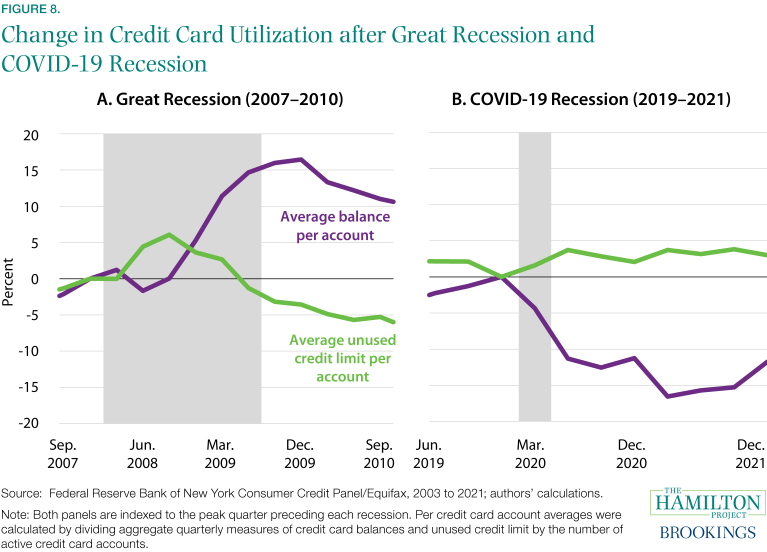 FIGURE 8.
Change in Credit Card Utilization after Great Recession and
COVID-19 Recession
A. Great Recession (2007–2010)
B. COVID-19 Recession (2019–2021)
Percent
20
15
10
5
0
-5
-10
-15
-20
Average balance
per account
Average unused
credit limit per
account
Sep.
2007
Jun.
2008
Mar.
2009
Dec.
2009
Sep.
2010
Jun.
2019
Mar.
2020
Dec.
2020
Dec.
2021
Source: Federal Reserve Bank of New York Consumer Credit Panel/Equifax, 2003 to 2021; authors' calculations.
Note: Both panels are indexed to the peak quarter preceding each recession. Per credit card account averages were
calculated by dividing aggregate quarterly measures of credit card balances and unused credit limit by the number of
active credit card accounts.
THE
HAMILTON
PROJECT
BROOKINGS